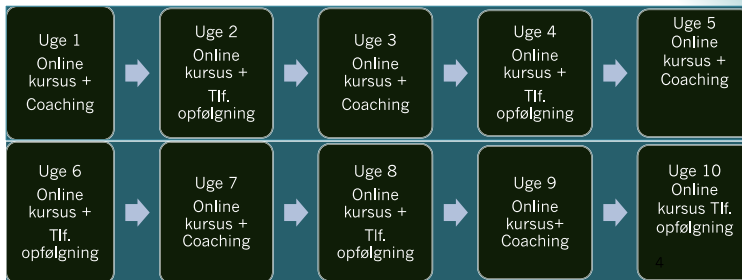 Uge 1
Online
kursus +
Coaching
Uge 2
Online
kursus +
Tlf.
opfølgning
Uge 3
Online
kursus +
Coaching
Uge 4
Online
kursus +
Tlf.
opfølgning
Uge 5
Online
kursus +
Coaching
Uge 6
Online
kursus +
Tlf.
opfølgning
Uge 7
Online
kursus +
Coaching
Uge 8
Online
kursus +
Tlf.
opfølgning
Uge 9
Online
kursus+
Coaching
Uge 10
Online
kursus Tlf.
opfølgning
4